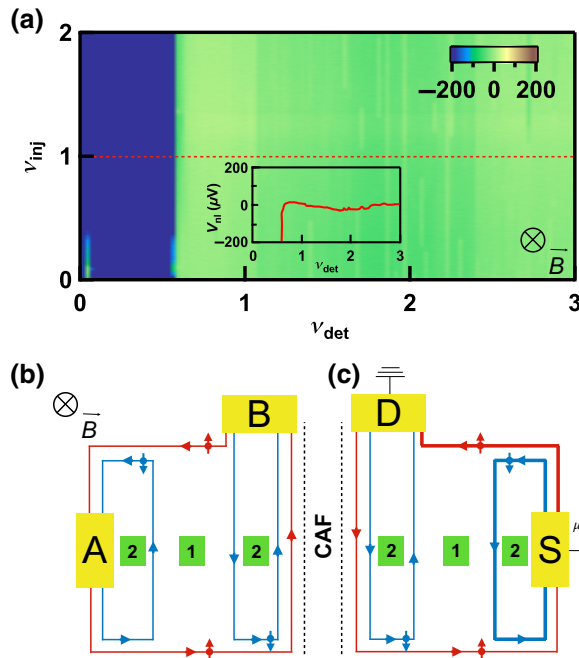 (a)
2
1
0
ν_inj
−200 0 200
200
0
−200
V_nl (μV)
1 2 3
ν_det
B
0 1 2 3
ν_det
(b)
(c)
B
B
D
A
2
1
2
CAF
2
1
2
S
μ